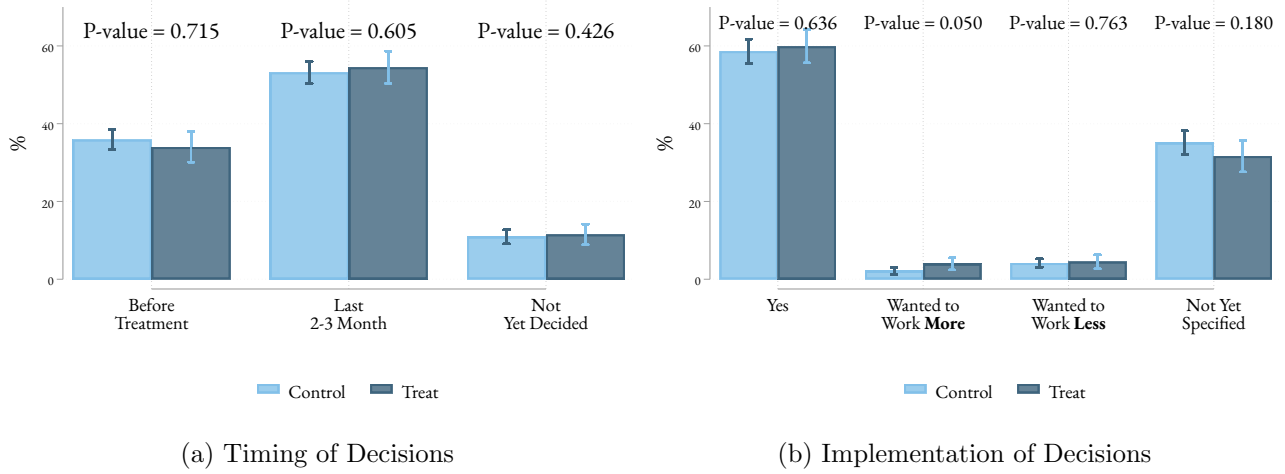 P-value = 0.715
P-value = 0.605
P-value = 0.426
60
40
20
0
%
Before
Treatment
Last
2-3 Month
Not
Yet Decided
Control
Treat
(a) Timing of Decisions
P-value = 0.636
P-value = 0.050
P-value = 0.763
P-value = 0.180
60
40
20
0
%
Yes
Wanted to
Work More
Wanted to
Work Less
Not Yet
Specified
Control
Treat
(b) Implementation of Decisions